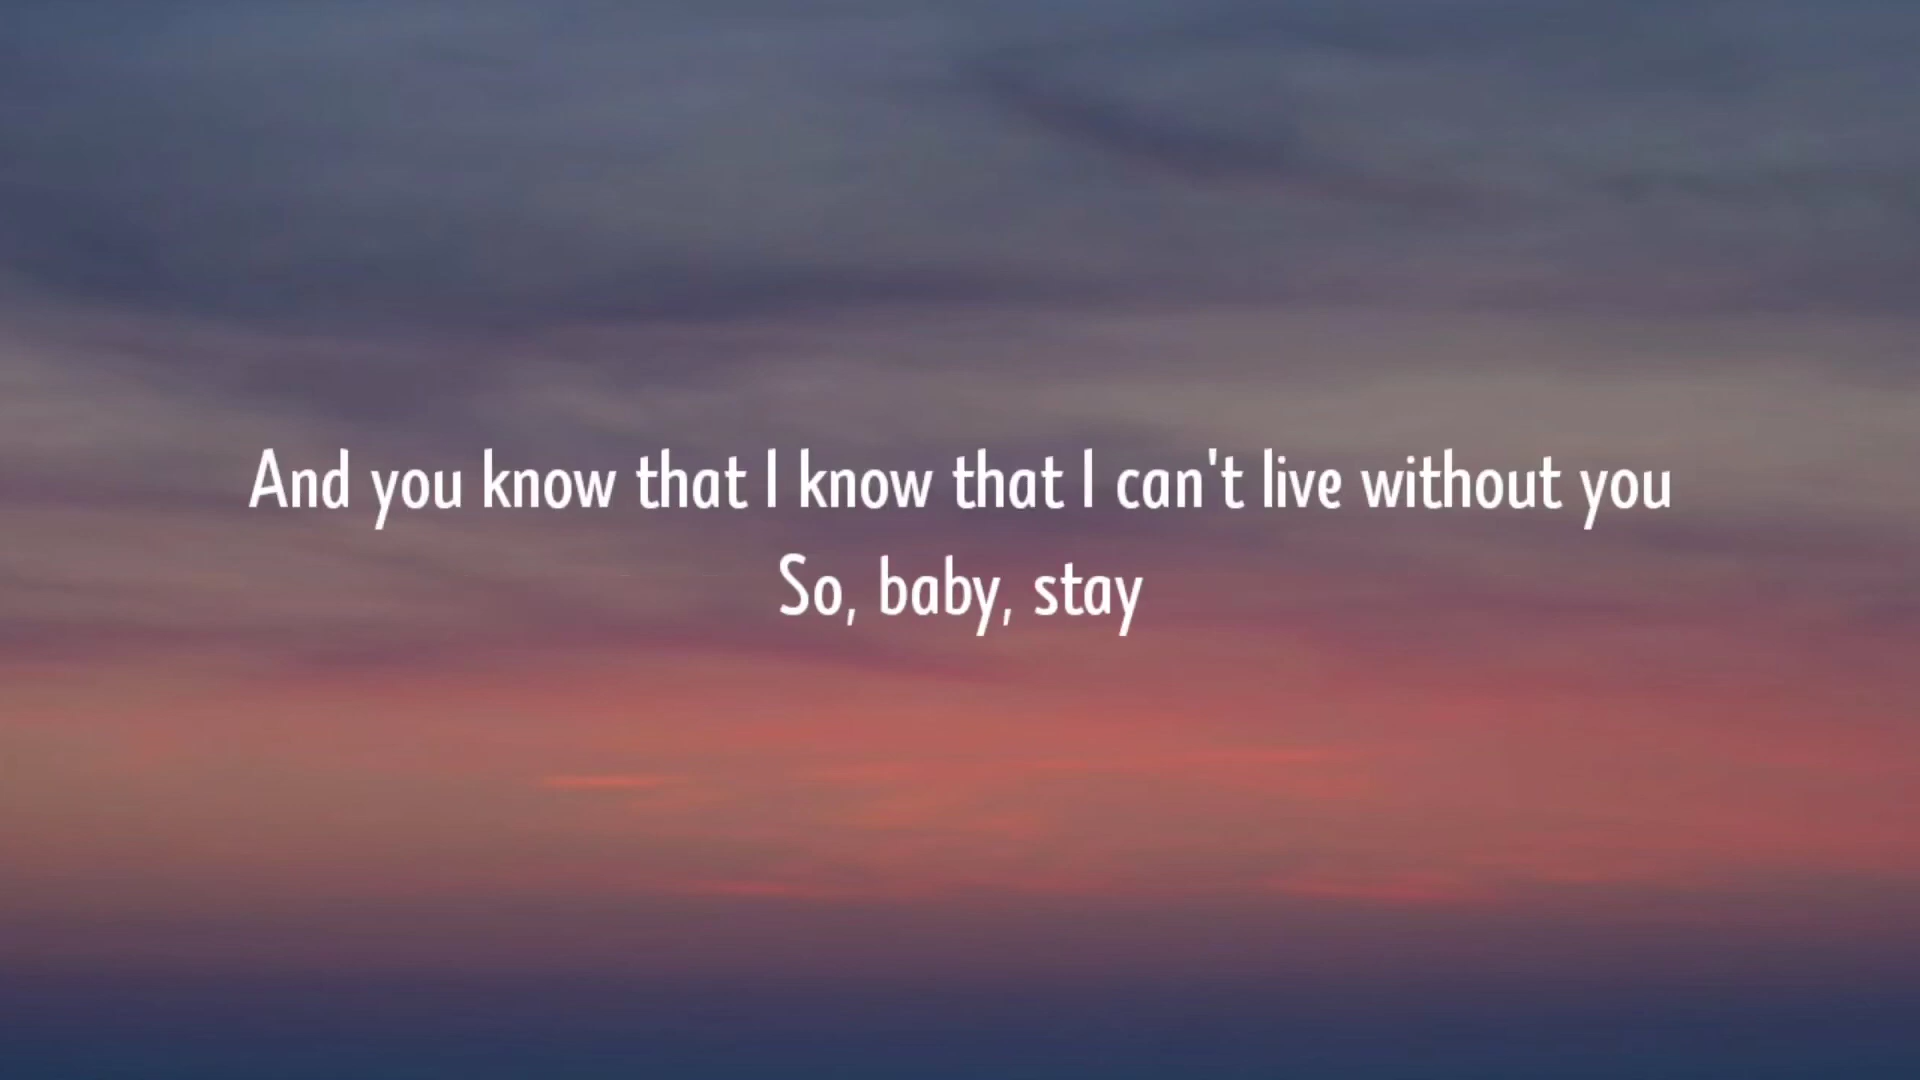 And you know that I know that I can't live without you
So, baby, stay